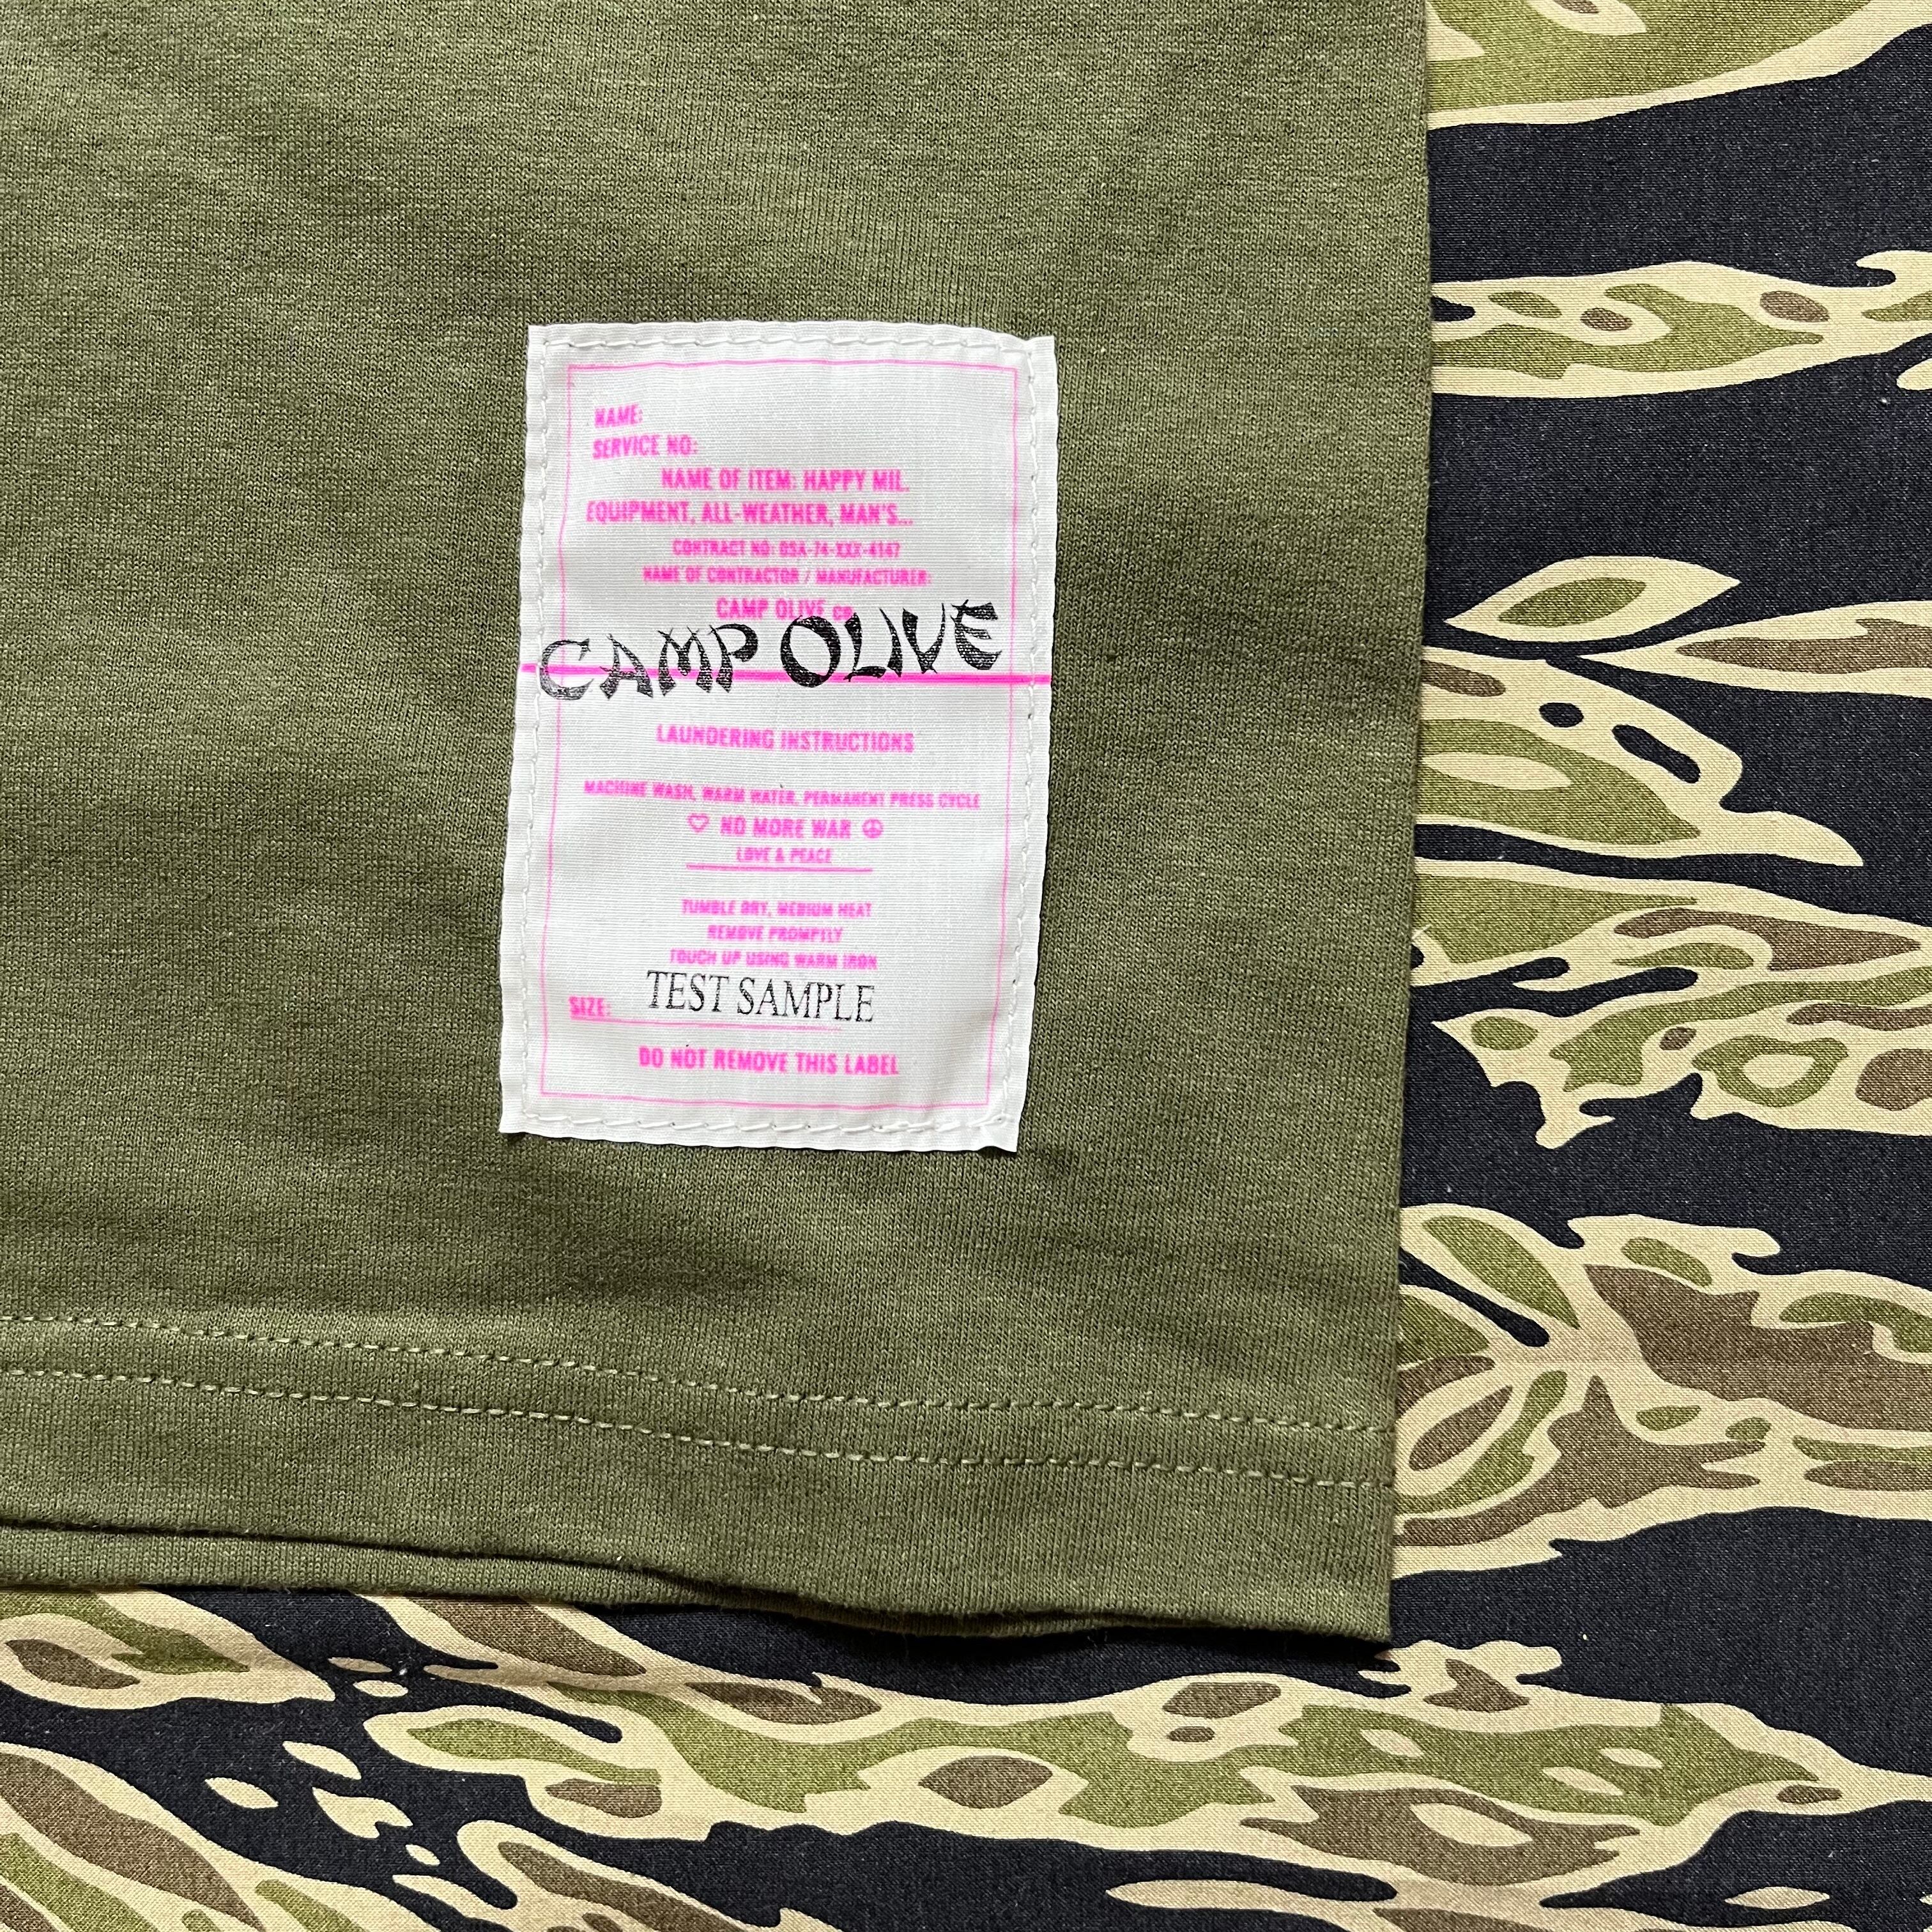 NAME:
SERVICE NO:
NAME OF ITEM: HAPPY MIL.
EQUIPMENT, ALL-WEATHER, MAN'S...
CONTRACT NO: DSA-74-XXX-4147
NAME OF CONTRACTOR / MANUFACTURER:
CAMP OLIVE co.
CAMP OLIVE
LAUNDERING INSTRUCTIONS
MACHINE WASH, WARM WATER, PERMANENT PRESS CYCLE
♡ NO MORE WAR ☮
LOVE & PEACE
TUMBLE DRY, MEDIUM HEAT
REMOVE PROMPTLY
TOUCH UP USING WARM IRON
SIZE: TEST SAMPLE
DO NOT REMOVE THIS LABEL